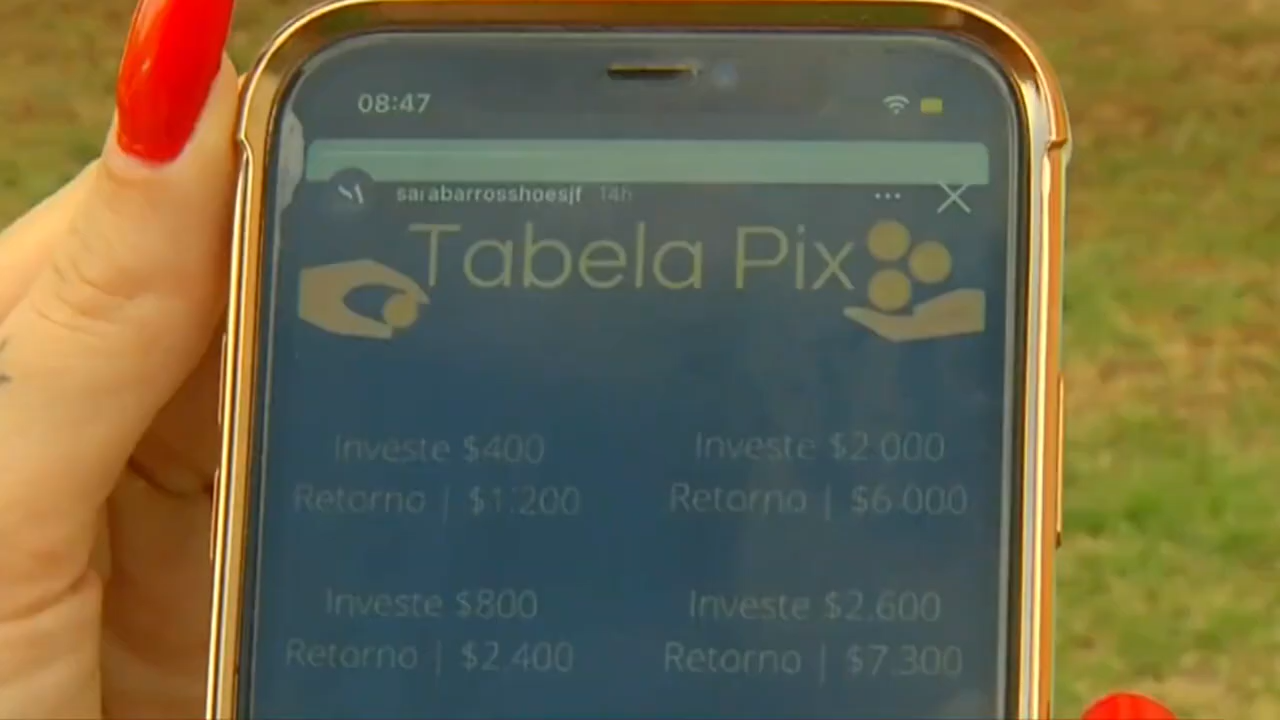 08:47
sarabarrosshoesjf 14h
Tabela Pix
Investe $400
Retorno | $1.200
Investe $2.000
Retorno | $6.000
Investe $800
Retorno | $2.400
Investe $2.600
Retorno | $7.300